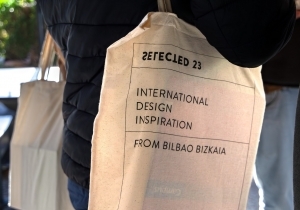 SELECTED 23
INTERNATIONAL
DESIGN
INSPIRATION
FROM BILBAO BIZKAIA